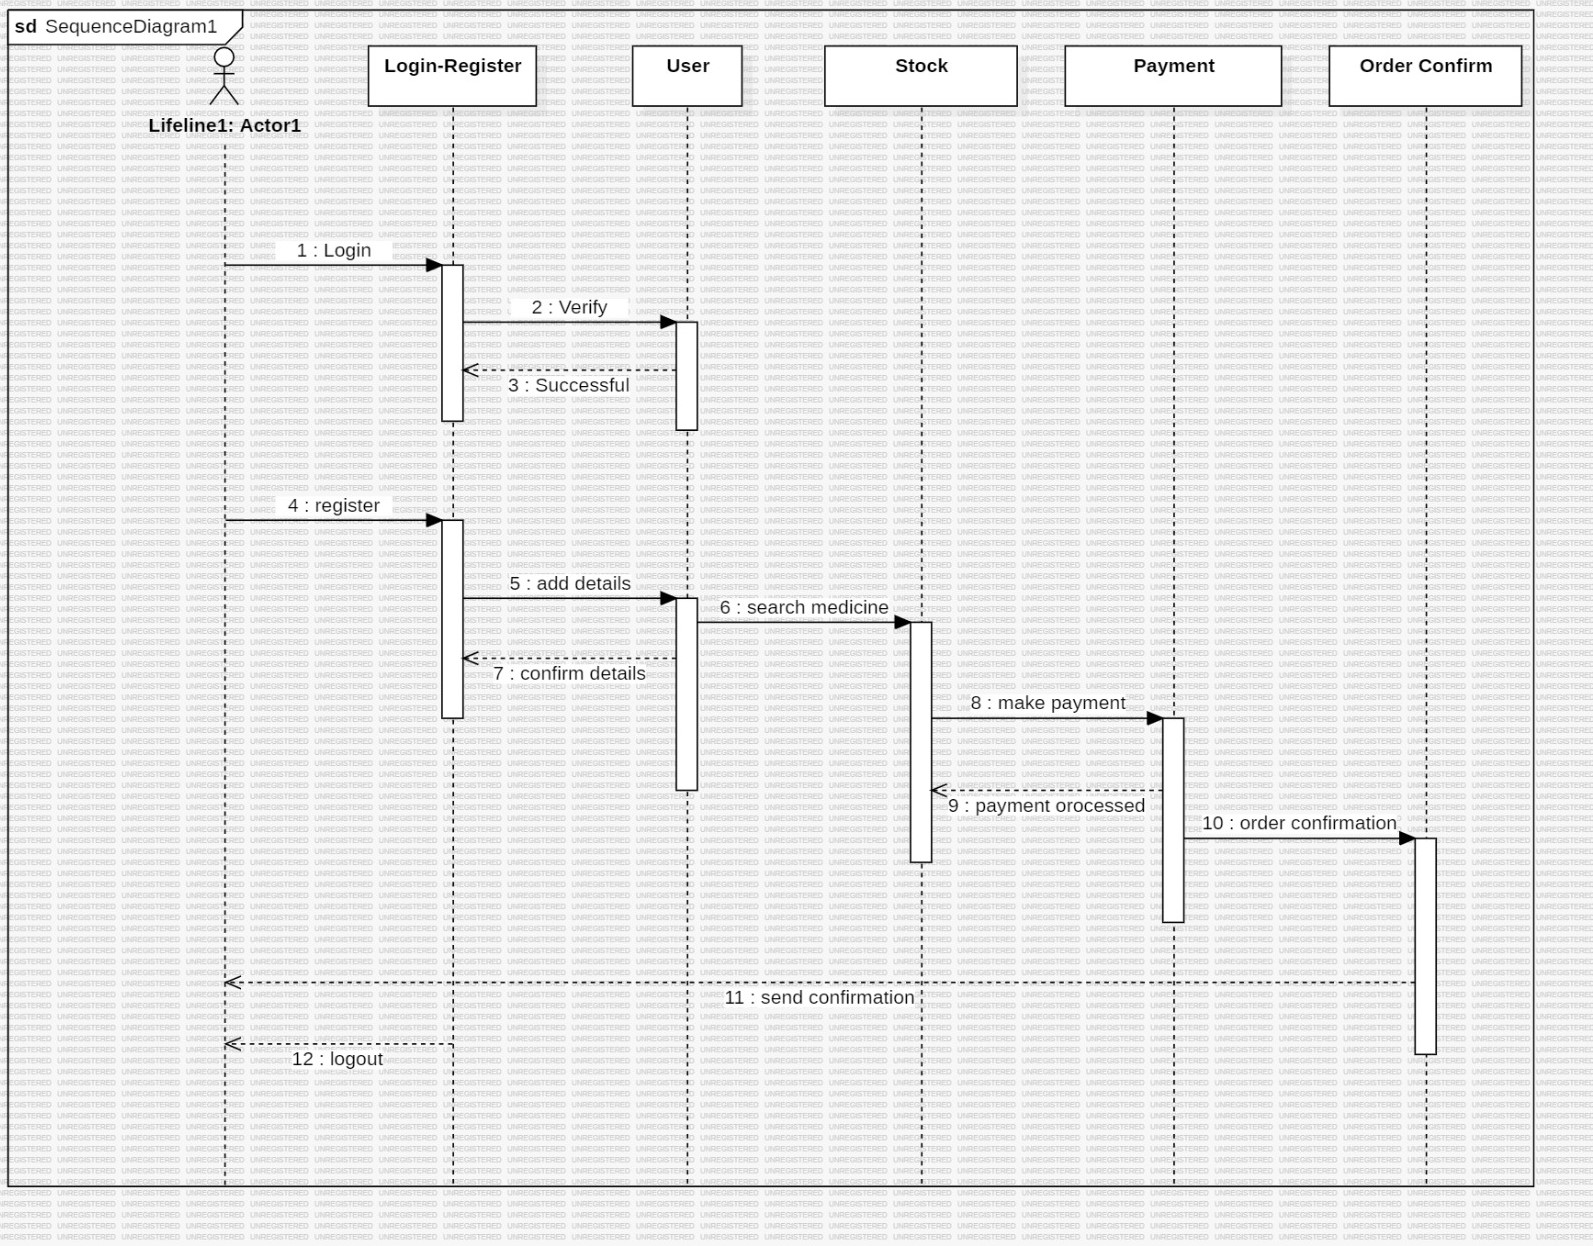 sd SequenceDiagram1
Login-Register
User
Stock
Payment
Order Confirm
Lifeline1: Actor1
1 : Login
2 : Verify
3 : Successful
4 : register
5 : add details
6 : search medicine
7 : confirm details
8 : make payment
9 : payment orocessed
10 : order confirmation
11 : send confirmation
12 : logout
UNREGISTERED